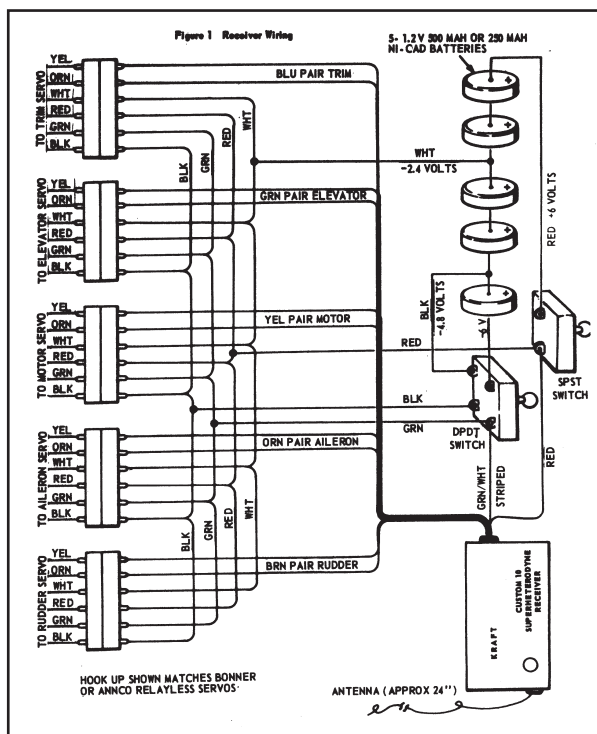 Figure 1 Receiver Wiring
5- 1.2 V 500 MAH OR 250 MAH
NI-CAD BATTERIES
TO TRIM SERVO
YEL
ORN
WHT
RED
GRN
BLK
BLU PAIR TRIM
BLK
GRN
RED
WHT
WHT
-2.4 VOLTS
RED +6 VOLTS
TO ELEVATOR SERVO
YEL
ORN
WHT
RED
GRN
BLK
GRN PAIR ELEVATOR
BLK
-4.8 VOLTS
-6 V
TO MOTOR SERVO
YEL
ORN
WHT
RED
GRN
BLK
YEL PAIR MOTOR
RED
BLK
GRN
SPST
SWITCH
DPDT
SWITCH
TO AILERON SERVO
YEL
ORN
WHT
RED
GRN
BLK
ORN PAIR AILERON
BLK
GRN
RED
WHT
GRN/WHT
STRIPED
RED
TO RUDDER SERVO
YEL
ORN
WHT
RED
GRN
BLK
BRN PAIR RUDDER
KRAFT
CUSTOM 10
SUPERHETERODYNE
RECEIVER
HOOK UP SHOWN MATCHES BONNER
OR ANNCO RELAYLESS SERVOS
ANTENNA (APPROX 24")